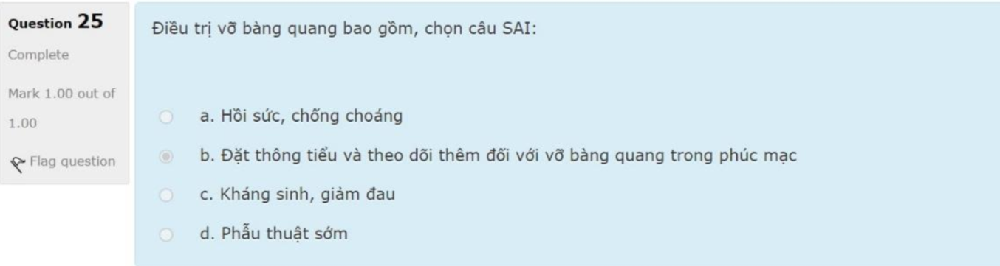 Question 25
Complete
Mark 1.00 out of
1.00
Flag question
Điều trị vỡ bàng quang bao gồm, chọn câu SAI:
a. Hồi sức, chống choáng
b. Đặt thông tiểu và theo dõi thêm đối với vỡ bàng quang trong phúc mạc
c. Kháng sinh, giảm đau
d. Phẫu thuật sớm